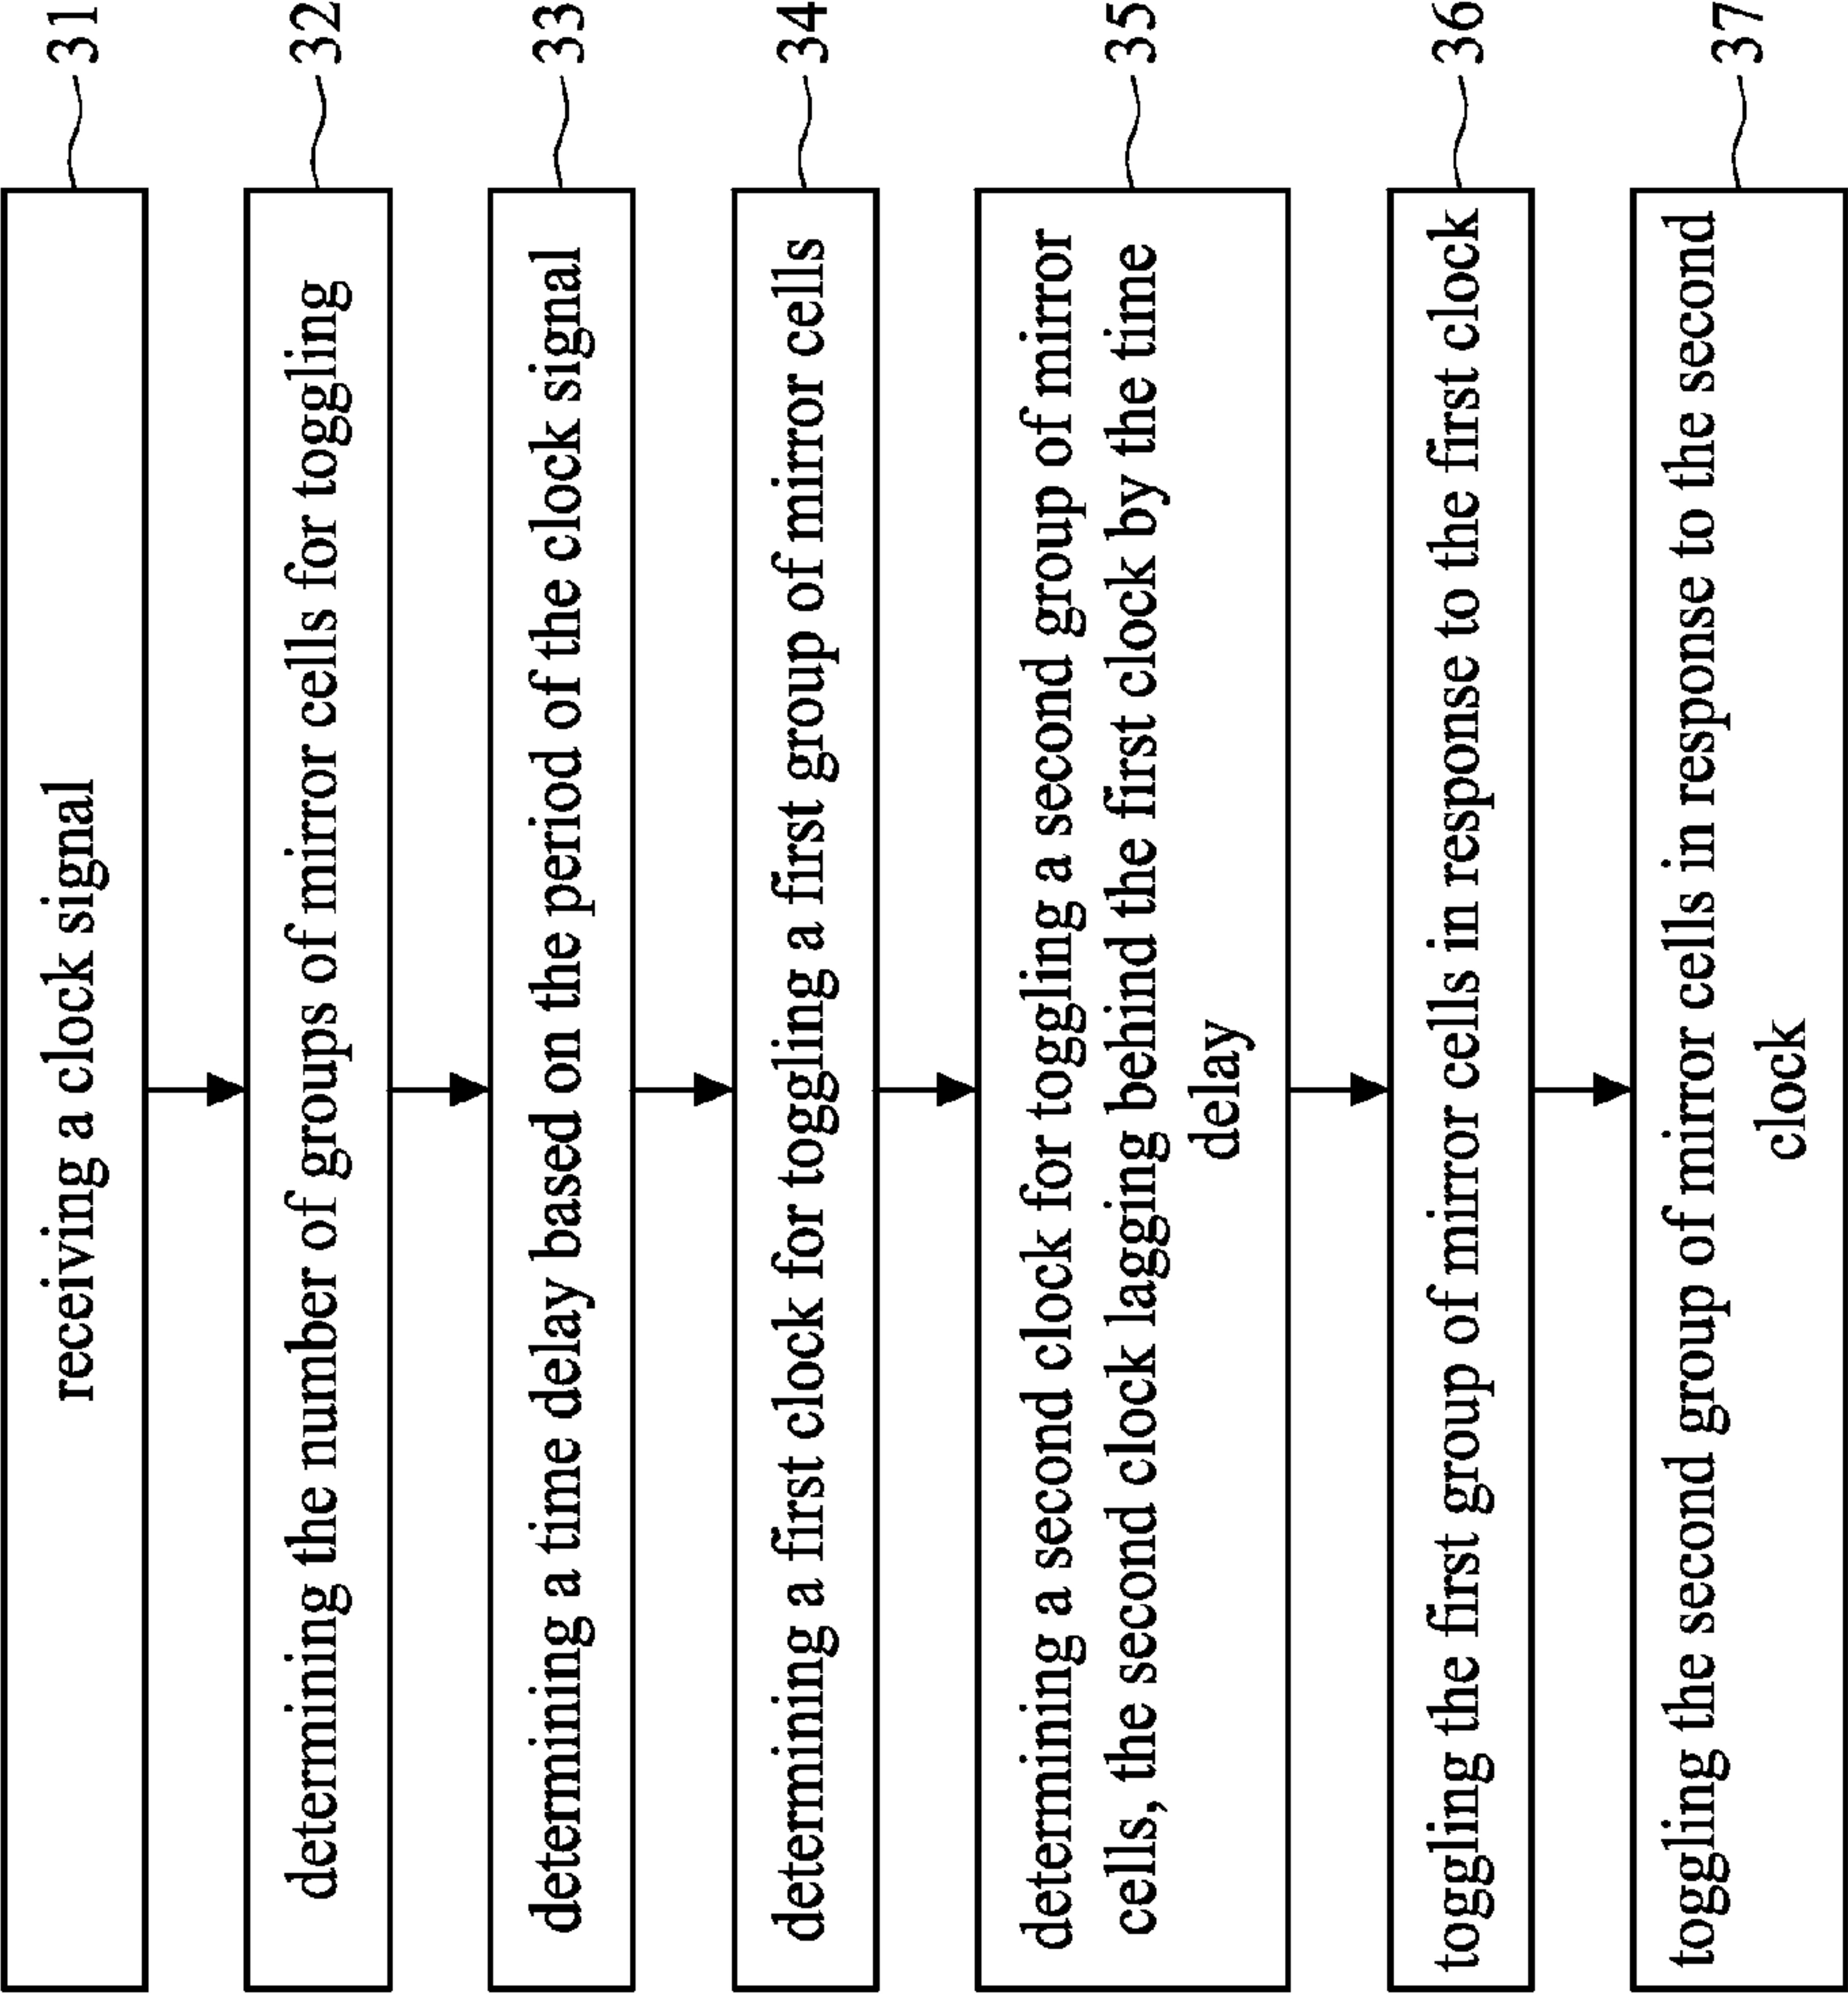 receiving a clock signal
31
determining the number of groups of mirror cells for toggling
32
determining a time delay based on the period of the clock signal
33
determining a first clock for toggling a first group of mirror cells
34
determining a second clock for toggling a second group of mirror
cells, the second clock lagging behind the first clock by the time
delay
35
toggling the first group of mirror cells in response to the first clock
36
toggling the second group of mirror cells in response to the second
clock
37